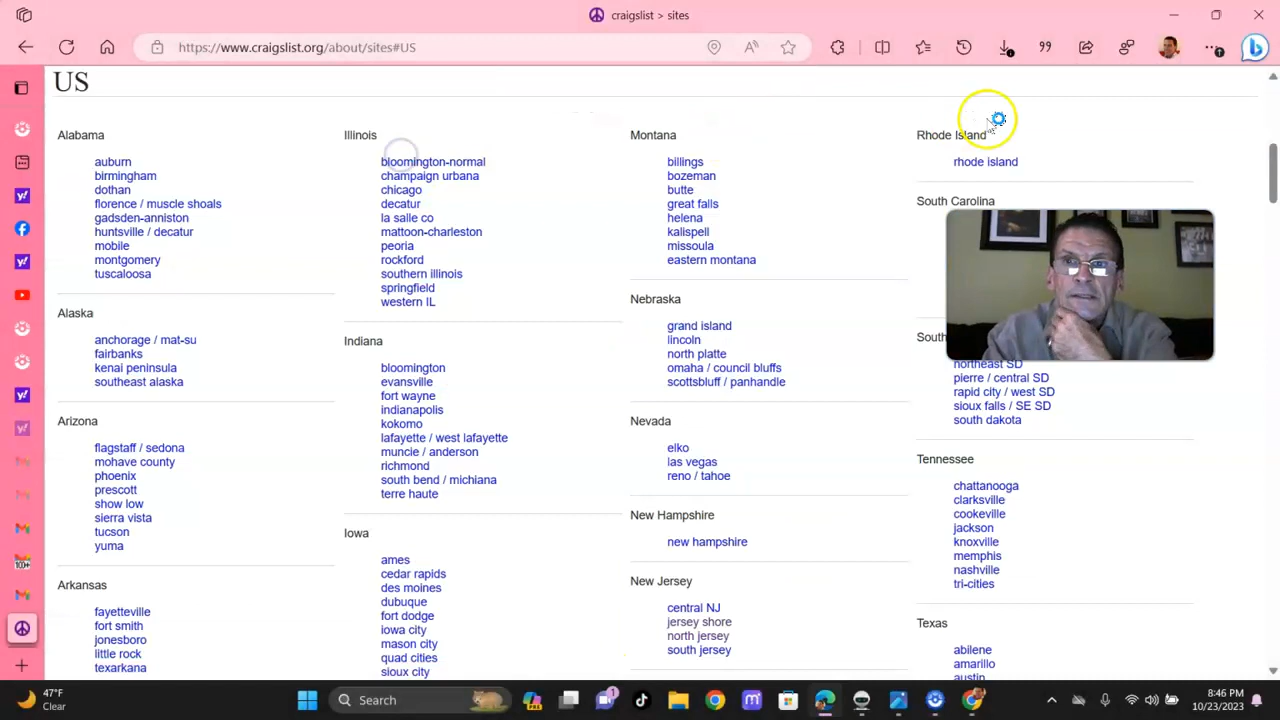 craigslist > sites
https://www.craigslist.org/about/sites#US
US
Alabama
auburn
birmingham
dothan
florence / muscle shoals
gadsden-anniston
huntsville / decatur
mobile
montgomery
tuscaloosa
Alaska
anchorage / mat-su
fairbanks
kenai peninsula
southeast alaska
Arizona
flagstaff / sedona
mohave county
phoenix
prescott
show low
sierra vista
tucson
yuma
Arkansas
fayetteville
fort smith
jonesboro
little rock
texarkana
Illinois
bloomington-normal
champaign urbana
chicago
decatur
la salle co
mattoon-charleston
peoria
rockford
southern illinois
springfield
western IL
Indiana
bloomington
evansville
fort wayne
indianapolis
kokomo
lafayette / west lafayette
muncie / anderson
richmond
south bend / michiana
terre haute
Iowa
ames
cedar rapids
des moines
dubuque
fort dodge
iowa city
mason city
quad cities
sioux city
Montana
billings
bozeman
butte
great falls
helena
kalispell
missoula
eastern montana
Nebraska
grand island
lincoln
north platte
omaha / council bluffs
scottsbluff / panhandle
Nevada
elko
las vegas
reno / tahoe
New Hampshire
new hampshire
New Jersey
central NJ
jersey shore
north jersey
south jersey
Rhode Island
rhode island
South Carolina
South
northeast SD
pierre / central SD
rapid city / west SD
sioux falls / SE SD
south dakota
Tennessee
chattanooga
clarksville
cookeville
jackson
knoxville
memphis
nashville
tri-cities
Texas
abilene
amarillo
austin
100+
47°F
Clear
Search
1
8:46 PM
10/23/2023